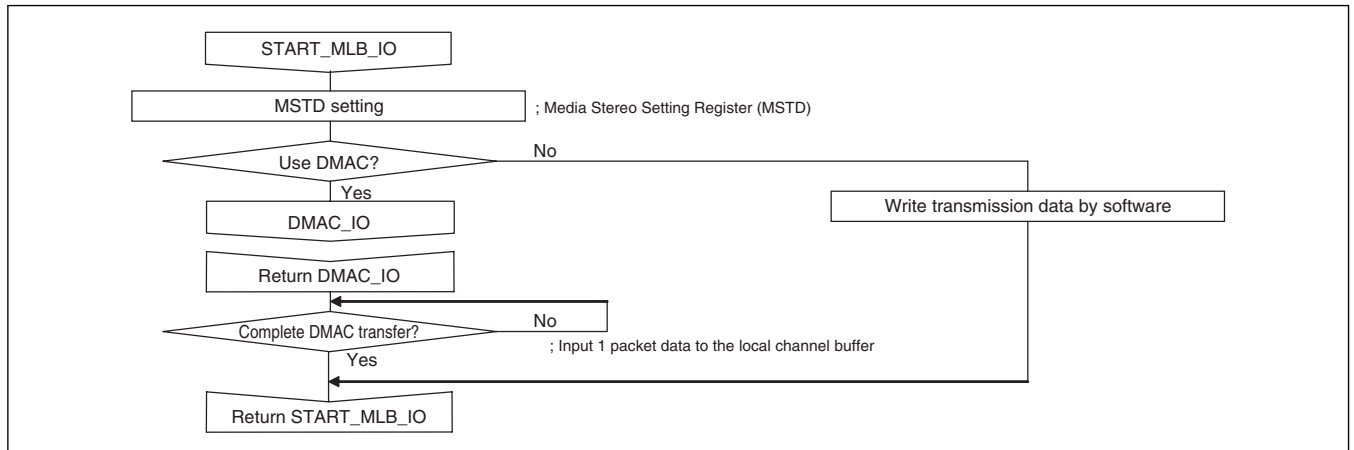 START_MLB_IO
MSTD setting
; Media Stereo Setting Register (MSTD)
Use DMAC?
No
Yes
Write transmission data by software
DMAC_IO
Return DMAC_IO
Complete DMAC transfer?
No
; Input 1 packet data to the local channel buffer
Yes
Return START_MLB_IO